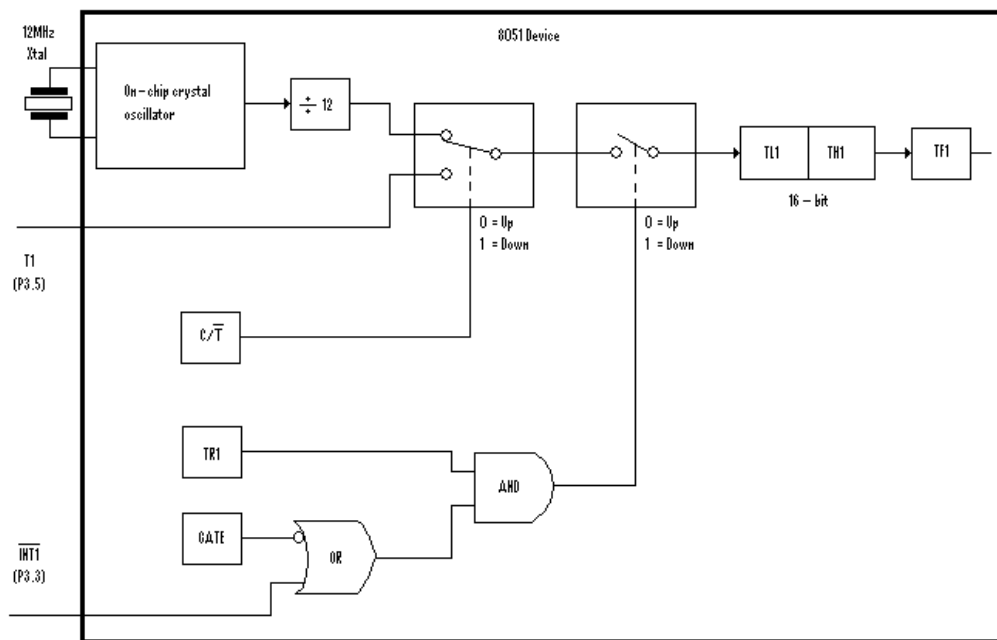 12MHz
Xtal
8051 Device
On-chip crystal
oscillator
÷ 12
TL1
TH1
TF1
16 - bit
0 = Up
1 = Down
0 = Up
1 = Down
T1
(P3.5)
C/T̅
TR1
AND
GATE
OR
I̅N̅T̅1̅
(P3.3)